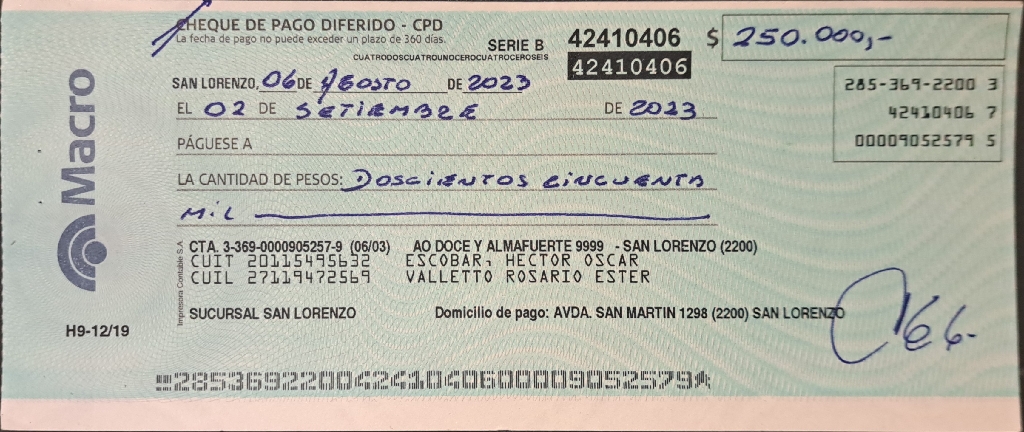 CHEQUE DE PAGO DIFERIDO - CPD
La fecha de pago no puede exceder un plazo de 360 días.
SERIE B 42410406 $ 250.000,-
CUATRODOSCUATROUNOCEROCUATROCEROSEIS
42410406
SAN LORENZO, 06 DE AGOSTO DE 2023
285-369-2200 3
EL 02 DE SETIEMBRE DE 2023
42410406 7
PÁGUESE A
00009052579 5
LA CANTIDAD DE PESOS: DOSCIENTOS CINCUENTA
MIL
Macro
CTA. 3-369-0000905257-9 (06/03) AO DOCE Y ALMAFUERTE 9999 - SAN LORENZO (2200)
CUIT 20115495632 ESCOBAR, HECTOR OSCAR
CUIL 27119472569 VALLETTO ROSARIO ESTER
Impresora Contable S.A
SUCURSAL SAN LORENZO Domicilio de pago: AVDA. SAN MARTIN 1298 (2200) SAN LORENZO
H9-12/19
28536922004241040600009052579